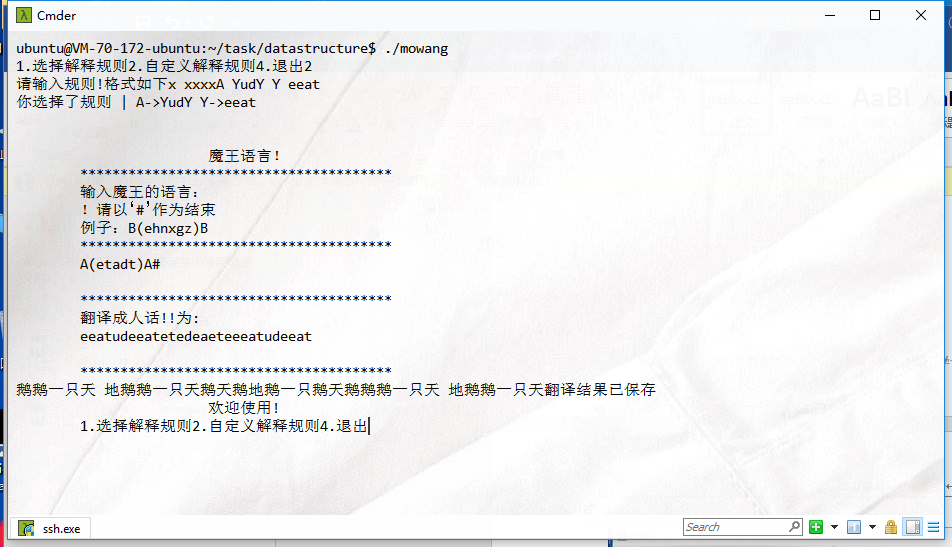 Cmder
ubuntu@VM-70-172-ubuntu:~/task/datastructure$ ./mowang
1.选择解释规则2.自定义解释规则4.退出2
请输入规则!格式如下x xxxxA YudY Y eeat
你选择了规则 | A->YudY Y->eeat
魔王语言!
***************************************
输入魔王的语言:
! 请以‘#’作为结束
例子: B(ehnxgz)B
***************************************
A(etadt)A#
***************************************
翻译成人话!!为:
eeatudeeatetedeaeteeeatudeeat
***************************************
鹅鹅一只天 地鹅鹅一只天鹅天鹅地鹅一只鹅天鹅鹅鹅一只天 地鹅鹅一只天翻译结果已保存
欢迎使用!
1.选择解释规则2.自定义解释规则4.退出
ssh.exe
Search